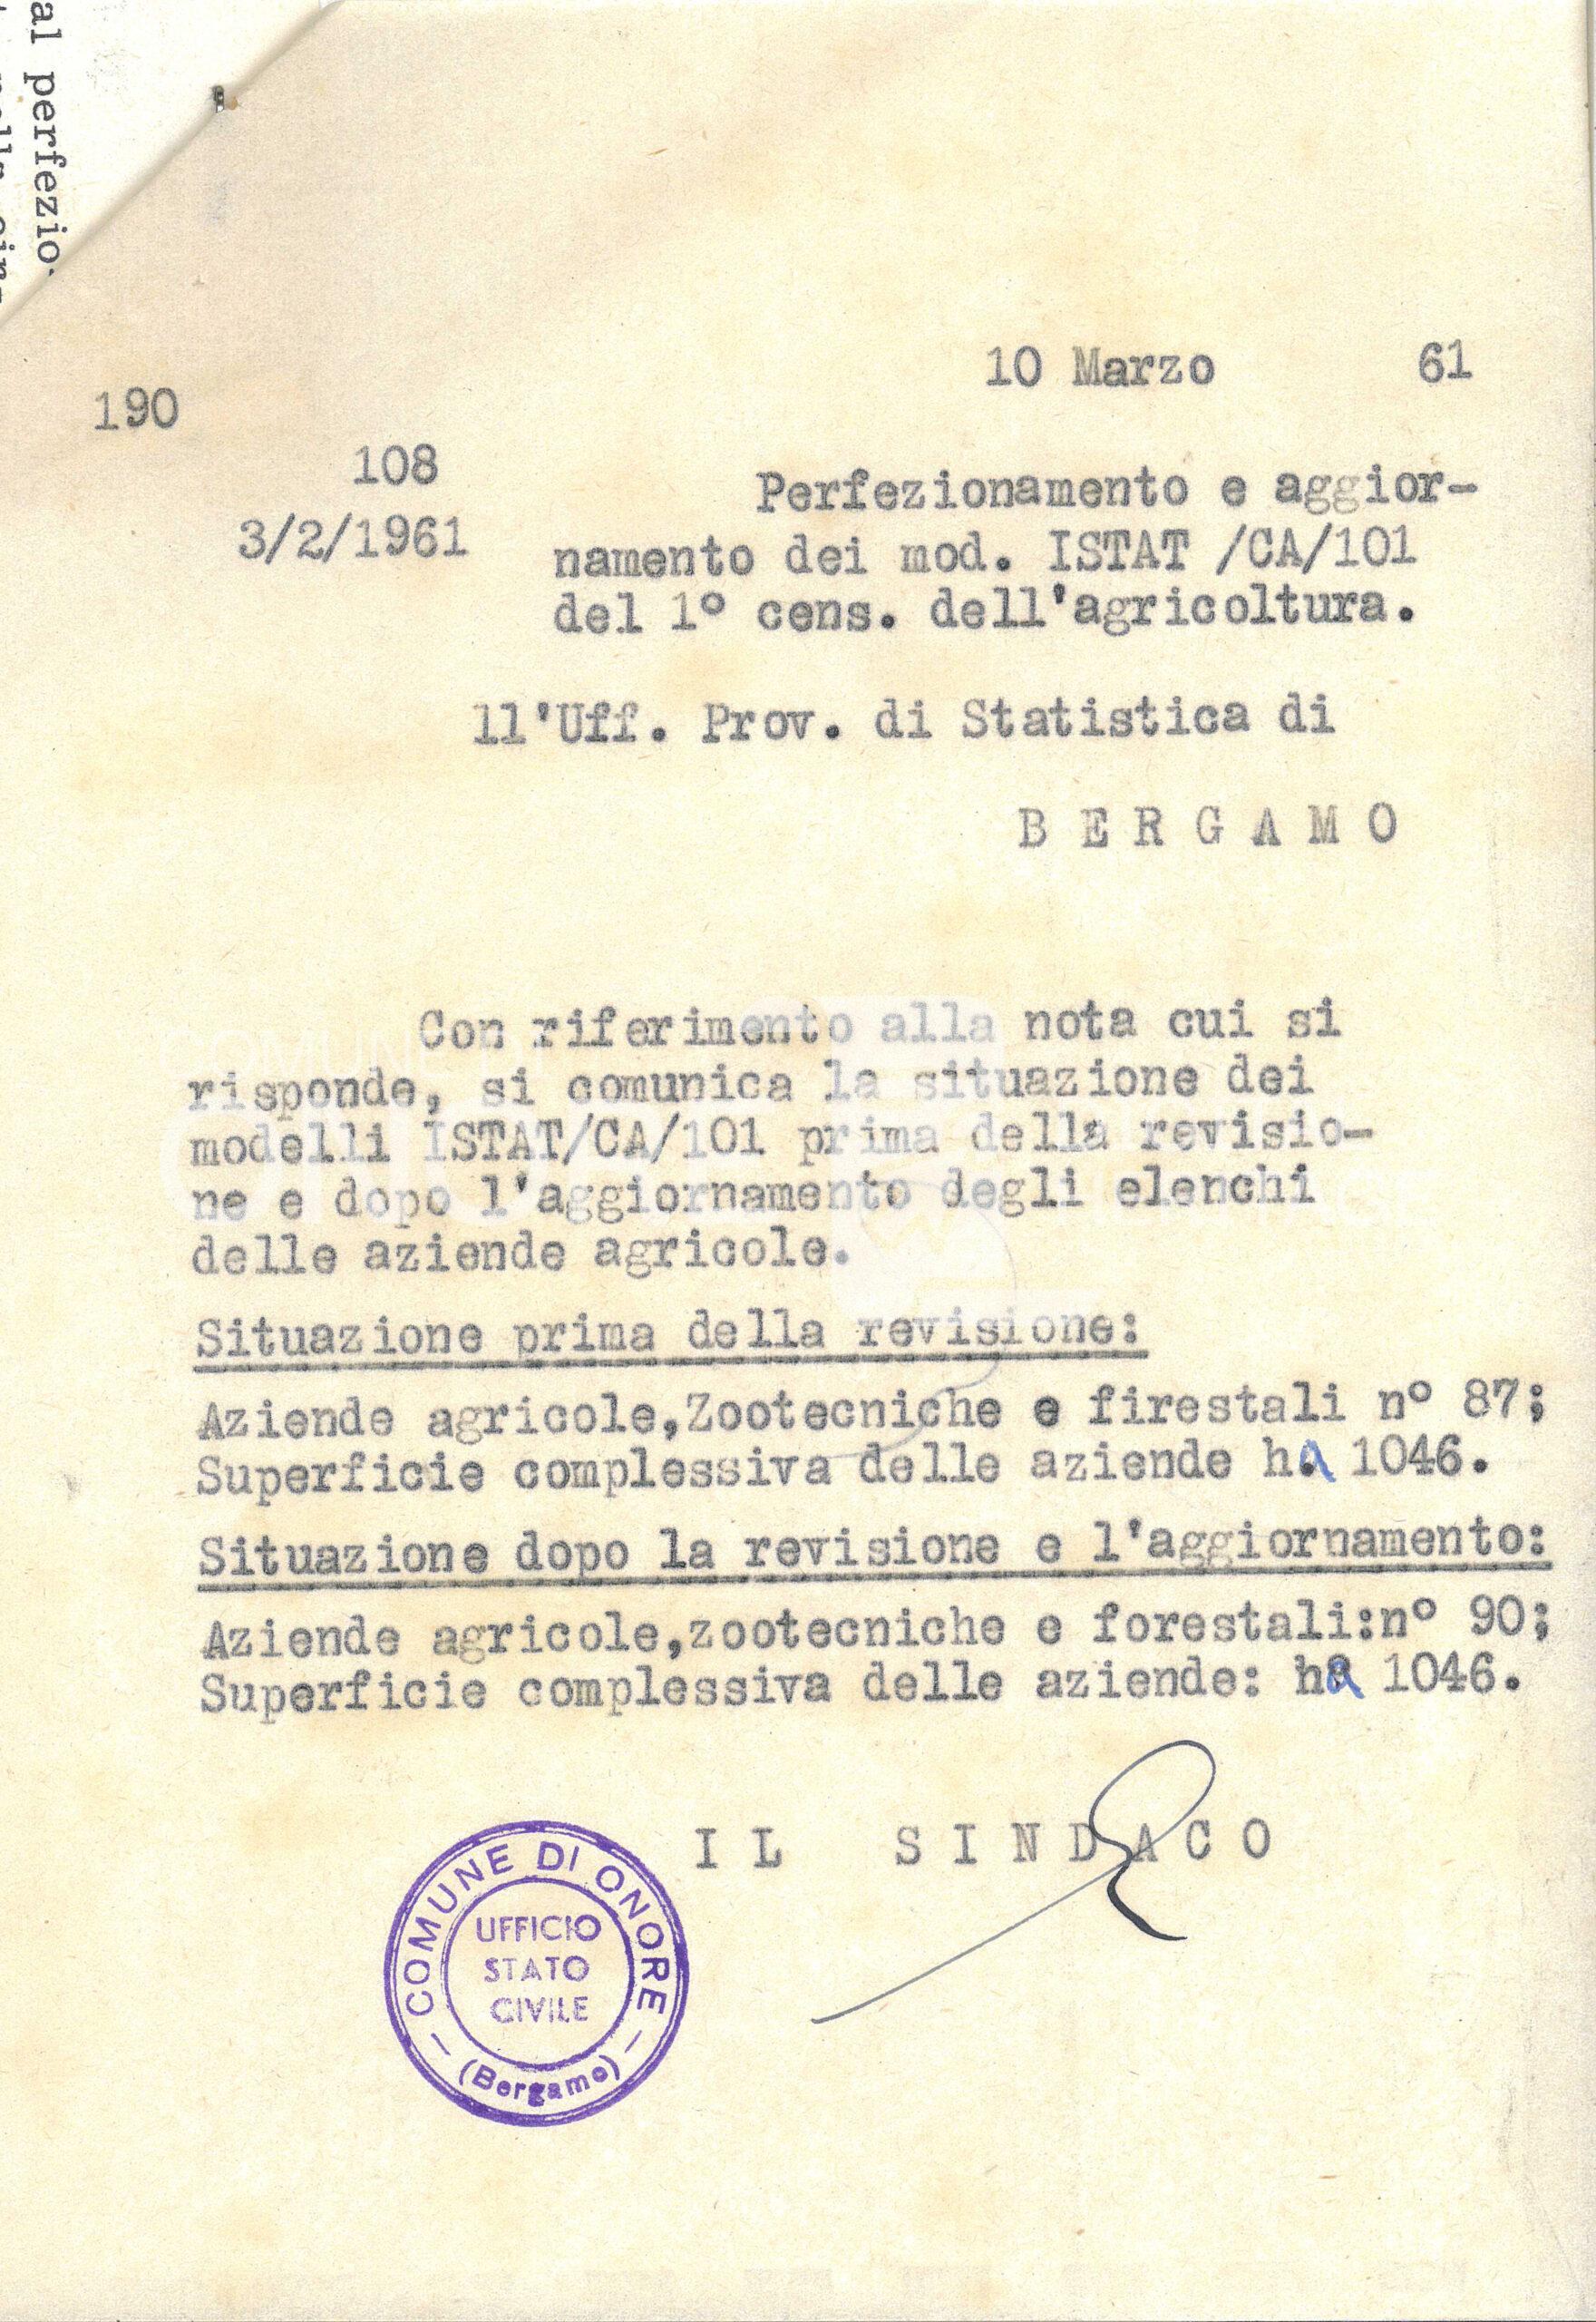 al perfezio-
10 Marzo 61
190
108
3/2/1961
Perfezionamento e aggior-
namento dei mod. ISTAT /CA/101
del 1º cens. dell'agricoltura.
ll'Uff. Prov. di Statistica di
B E R G A M O
Con riferimento alla nota cui si
risponde, si comunica la situazione dei
modelli ISTAT/CA/101 prima della revisio-
ne e dopo l'aggiornamento degli elenchi
delle aziende agricole.
Situazione prima della revisione:
Aziende agricole,Zootecniche e firestali nº 87;
Superficie complessiva delle aziende ha 1046.
Situazione dopo la revisione e l'aggiornamento:
Aziende agricole,zootecniche e forestali:nº 90;
Superficie complessiva delle aziende: ha 1046.
I L S I N D A C O
COMUNE DI ONORE
UFFICIO
STATO
CIVILE
(Bergamo)